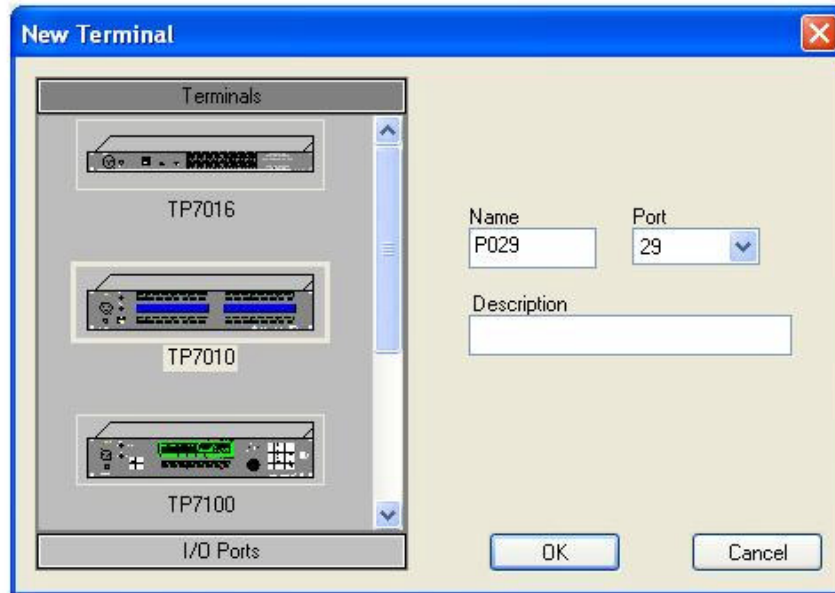 New Terminal
Terminals
TP7016
TP7010
TP7100
I/O Ports
Name
Port
P029
29
Description
OK
Cancel